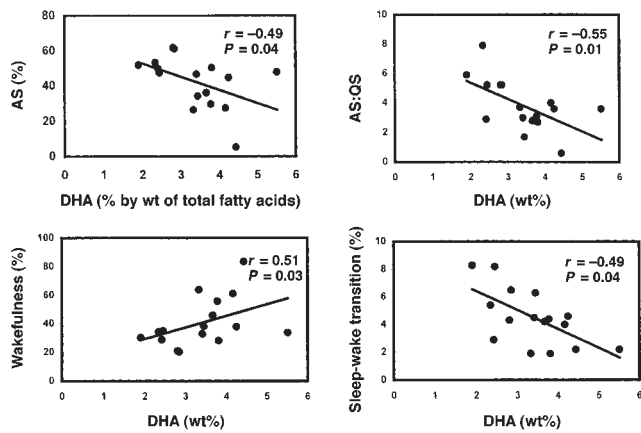 80
60
40
20
0
AS (%)
r = –0.49
P = 0.04
0 1 2 3 4 5 6
DHA (% by wt of total fatty acids)
10
8
6
4
2
0
AS:QS
r = –0.55
P = 0.01
0 1 2 3 4 5 6
DHA (wt%)
100
80
60
40
20
0
Wakefulness (%)
r = 0.51
P = 0.03
0 1 2 3 4 5 6
DHA (wt%)
10
8
6
4
2
0
Sleep-wake transition (%)
r = –0.49
P = 0.04
0 1 2 3 4 5 6
DHA (wt%)